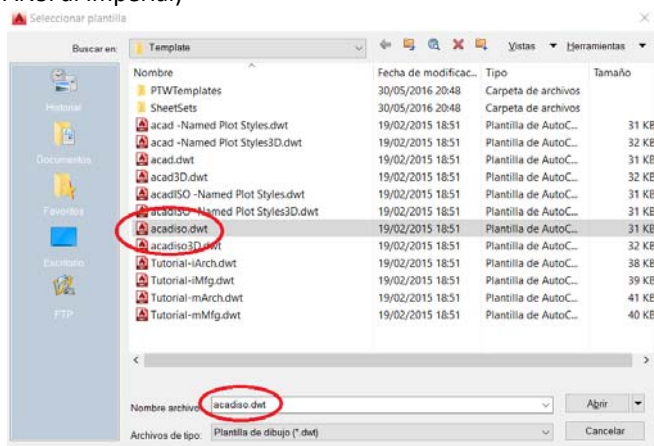 Seleccionar plantilla
Buscar en: Template Vistas Herramientas
Nombre Fecha de modificac... Tipo Tamaño
PTWTemplates 30/05/2016 20:48 Carpeta de archivos
SheetSets 30/05/2016 20:48 Carpeta de archivos
acad -Named Plot Styles.dwt 19/02/2015 18:51 Plantilla de AutoC... 31 KB
acad -Named Plot Styles3D.dwt 19/02/2015 18:51 Plantilla de AutoC... 32 KB
acad.dwt 19/02/2015 18:51 Plantilla de AutoC... 31 KB
acad3D.dwt 19/02/2015 18:51 Plantilla de AutoC... 32 KB
acadISO -Named Plot Styles.dwt 19/02/2015 18:51 Plantilla de AutoC... 31 KB
acadISO -Named Plot Styles3D.dwt 19/02/2015 18:51 Plantilla de AutoC... 31 KB
acadiso.dwt 19/02/2015 18:51 Plantilla de AutoC... 31 KB
acadiso3D.dwt 19/02/2015 18:51 Plantilla de AutoC... 32 KB
Tutorial-iArch.dwt 19/02/2015 18:51 Plantilla de AutoC... 38 KB
Tutorial-iMfg.dwt 19/02/2015 18:51 Plantilla de AutoC... 39 KB
Tutorial-mArch.dwt 19/02/2015 18:51 Plantilla de AutoC... 41 KB
Tutorial-mMfg.dwt 19/02/2015 18:51 Plantilla de AutoC... 40 KB
Historial
Documentos
Favoritos
Escritorio
FTP
Nombre archivo: acadiso.dwt Abrir
Archivos de tipo: Plantilla de dibujo (*.dwt) Cancelar